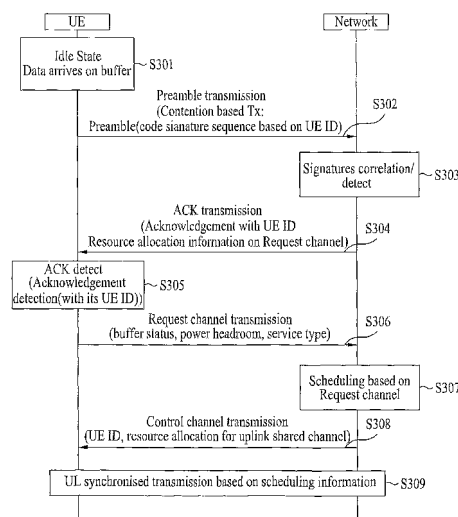 UE
Network
Idle State
Data arrives on buffer
S301
Preamble transmission
(Contention based Tx:
Preamble(code sianature sequence based on UE ID)
S302
Signatures correlation/
detect
S303
ACK transmission
(Acknowledgement with UE ID
Resource allocation information on Request channel)
S304
ACK detect
(Acknowledgement
detection(with its UE ID))
S305
Request channel transmission
(buffer status, power headroom, service type)
S306
Scheduling based on
Request channel
S307
Control channel transmission
(UE ID, resource allocation for uplink shared channel)
S308
UL synchronised transmission based on scheduling information
S309